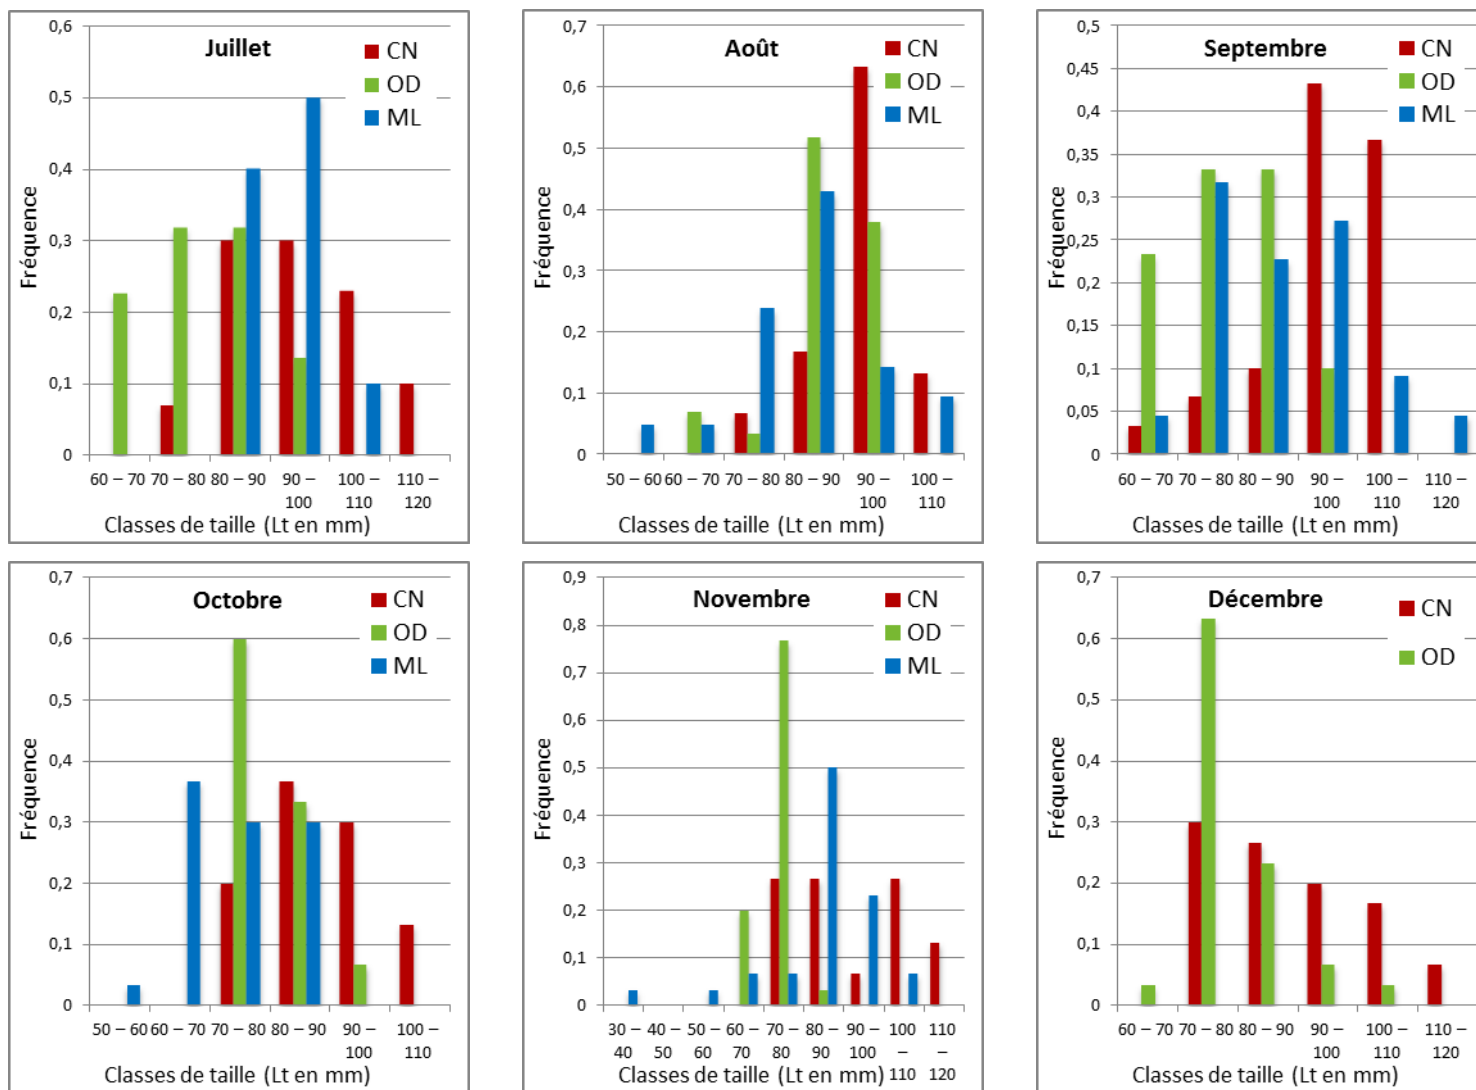 Juillet
CN
OD
ML
Fréquence
0,6
0,5
0,4
0,3
0,2
0,1
0
60 – 70 70 – 80 80 – 90 90 – 100 – 110 –
100 110 120
Classes de taille (Lt en mm)
Août
CN
OD
ML
Fréquence
0,7
0,6
0,5
0,4
0,3
0,2
0,1
0
50 – 60 60 – 70 70 – 80 80 – 90 90 – 100 –
100 110
Classes de taille (Lt en mm)
Septembre
CN
OD
ML
Fréquence
0,5
0,45
0,4
0,35
0,3
0,25
0,2
0,15
0,1
0,05
0
60 – 70 70 – 80 80 – 90 90 – 100 – 110 –
100 110 120
Classes de taille (Lt en mm)
Octobre
CN
OD
ML
Fréquence
0,7
0,6
0,5
0,4
0,3
0,2
0,1
0
50 – 60 60 – 70 70 – 80 – 90 90 – 100 –
80 100 110
Classes de taille (Lt en mm)
Novembre
CN
OD
ML
Fréquence
0,9
0,8
0,7
0,6
0,5
0,4
0,3
0,2
0,1
0
30 – 40 – 50 – 60 – 70 – 80 – 90 – 100 110
40 50 60 70 80 90 100 – –
Classes de taille (Lt en mm) 110 120
Décembre
CN
OD
Fréquence
0,7
0,6
0,5
0,4
0,3
0,2
0,1
0
60 – 70 70 – 80 80 – 90 90 – 100 – 110 –
100 110 120
Classes de taille (Lt en mm)